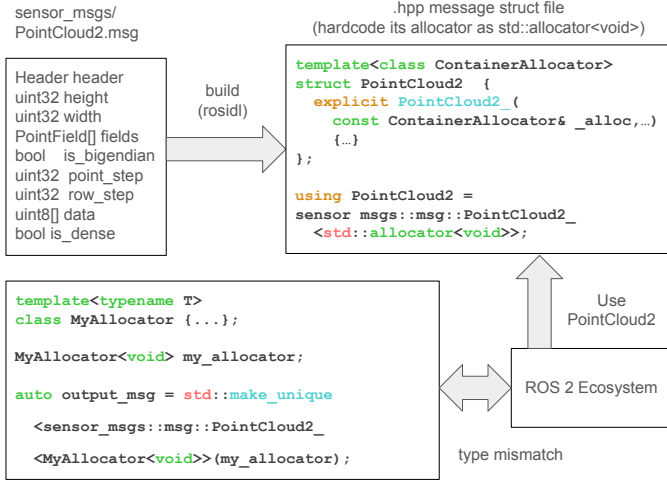 sensor_msgs/
PointCloud2.msg
Header header
uint32 height
uint32 width
PointField[] fields
bool is_bigendian
uint32 point_step
uint32 row_step
uint8[] data
bool is_dense
build
(rosidl)
.hpp message struct file
(hardcode its allocator as std::allocator<void>)
template<class ContainerAllocator>
struct PointCloud2 {
explicit PointCloud2_(
const ContainerAllocator& _alloc,…)
{…}
};
using PointCloud2 =
sensor msgs::msg::PointCloud2_
<std::allocator<void>>;
template<typename T>
class MyAllocator {...};
MyAllocator<void> my_allocator;
auto output_msg = std::make_unique
<sensor_msgs::msg::PointCloud2_
<MyAllocator<void>>(my_allocator);
Use
PointCloud2
ROS 2 Ecosystem
type mismatch